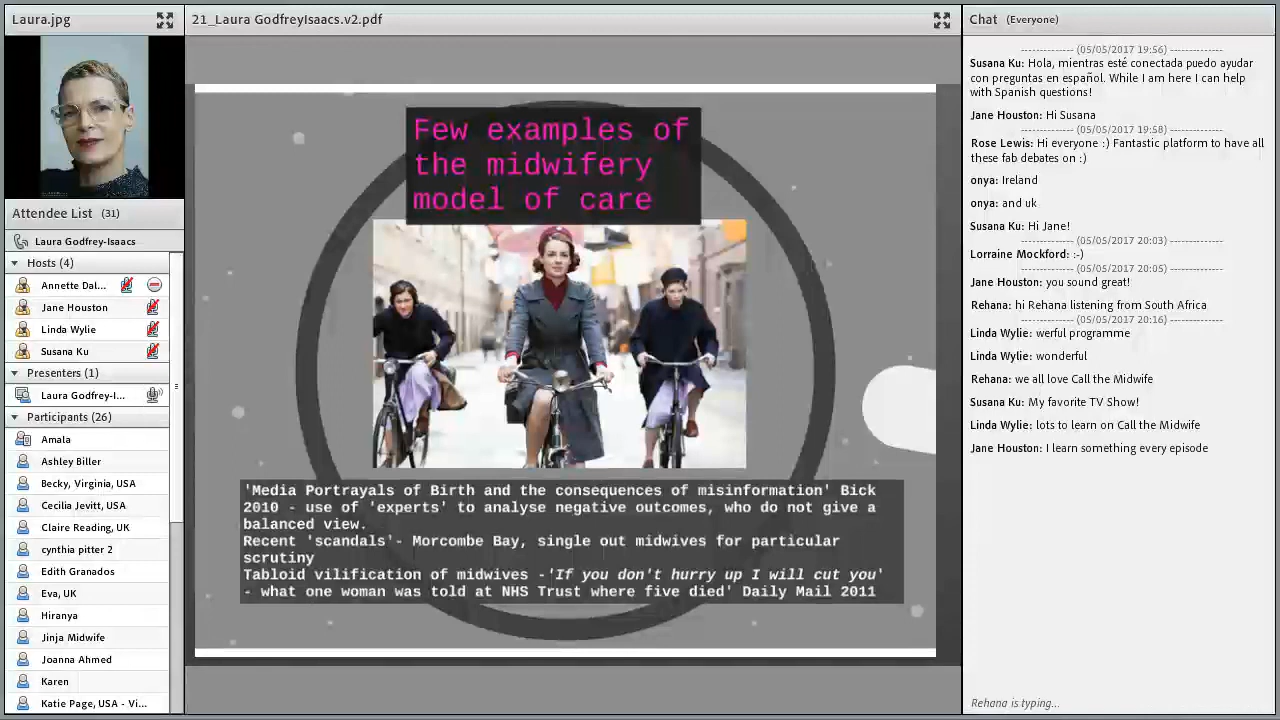 Laura.jpg
Attendee List (31)
Laura Godfrey-Isaacs
Hosts (4)
Annette Dal...
Jane Houston
Linda Wylie
Susana Ku
Presenters (1)
Laura Godfrey-I...
Participants (26)
Amala
Ashley Biller
Becky, Virginia, USA
Cecilia Jevitt, USA
Claire Reading, UK
cynthia pitter 2
Edith Granados
Eva, UK
Hiranya
Jinja Midwife
Joanna Ahmed
Karen
Katie Page, USA - Vi...
21_Laura GodfreyIsaacs.v2.pdf
Few examples of
the midwifery
model of care
'Media Portrayals of Birth and the consequences of misinformation' Bick
2010 - use of 'experts' to analyse negative outcomes, who do not give a
balanced view.
Recent 'scandals'- Morcombe Bay, single out midwives for particular
scrutiny
Tabloid vilification of midwives -'If you don't hurry up I will cut you'
- what one woman was told at NHS Trust where five died' Daily Mail 2011
Chat (Everyone)
-------------- (05/05/2017 19:56) --------------
Susana Ku: Hola, mientras esté conectada puedo ayudar
con preguntas en español. While I am here I can help
with Spanish questions!
Jane Houston: Hi Susana
-------------- (05/05/2017 19:58) --------------
Rose Lewis: Hi everyone :) Fantastic platform to have all
these fab debates on :)
onya: Ireland
onya: and uk
Susana Ku: Hi Jane!
-------------- (05/05/2017 20:03) --------------
Lorraine Mockford: :-)
-------------- (05/05/2017 20:05) --------------
Jane Houston: you sound great!
Rehana: hi Rehana listening from South Africa
-------------- (05/05/2017 20:16) --------------
Linda Wylie: werful programme
Linda Wylie: wonderful
Rehana: we all love Call the Midwife
Susana Ku: My favorite TV Show!
Linda Wylie: lots to learn on Call the Midwife
Jane Houston: I learn something every episode
Rehana is typing...